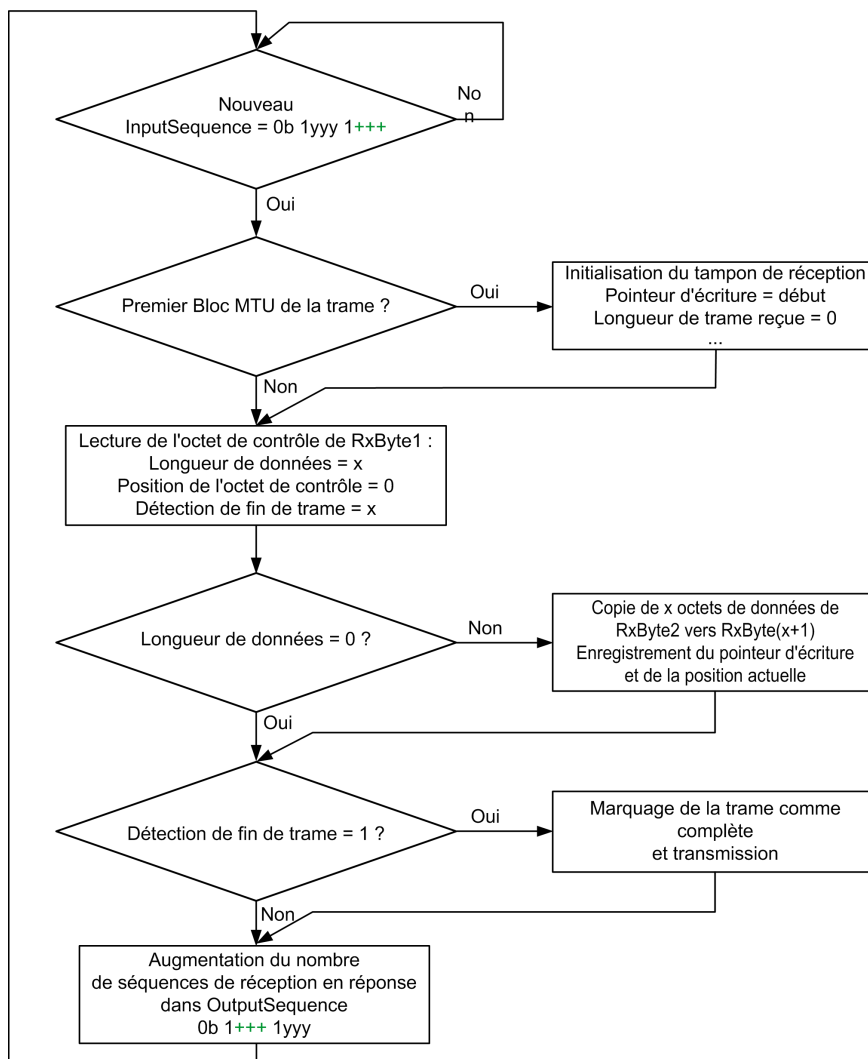 Nouveau
InputSequence = 0b 1yyy 1+++
No
n
Oui
Premier Bloc MTU de la trame ?
Oui
Initialisation du tampon de réception
Pointeur d'écriture = début
Longueur de trame reçue = 0
...
Non
Lecture de l'octet de contrôle de RxByte1 :
Longueur de données = x
Position de l'octet de contrôle = 0
Détection de fin de trame = x
Longueur de données = 0 ?
Non
Copie de x octets de données de
RxByte2 vers RxByte(x+1)
Enregistrement du pointeur d'écriture
et de la position actuelle
Oui
Détection de fin de trame = 1 ?
Oui
Marquage de la trame comme
complète
et transmission
Non
Augmentation du nombre
de séquences de réception en réponse
dans OutputSequence
0b 1+++ 1yyy